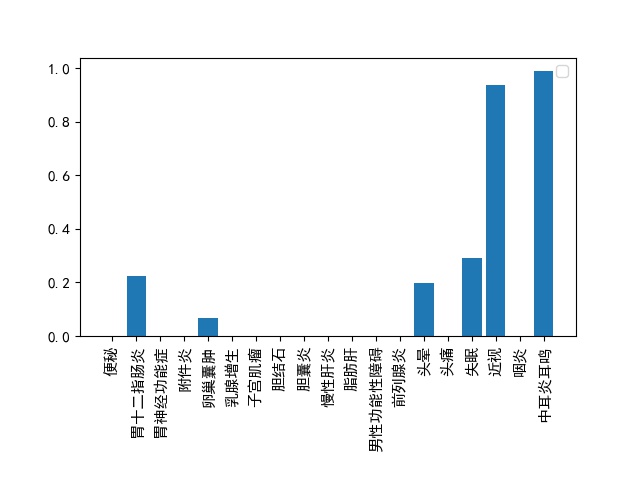 1.0
0.8
0.6
0.4
0.2
0.0
便秘
胃十二指肠炎
胃神经功能症
附件炎
卵巢囊肿
乳腺增生
子宫肌瘤
胆结石
胆囊炎
慢性肝炎
脂肪肝
男性功能性障碍
前列腺炎
头晕
头痛
失眠
近视
咽炎
中耳炎耳鸣